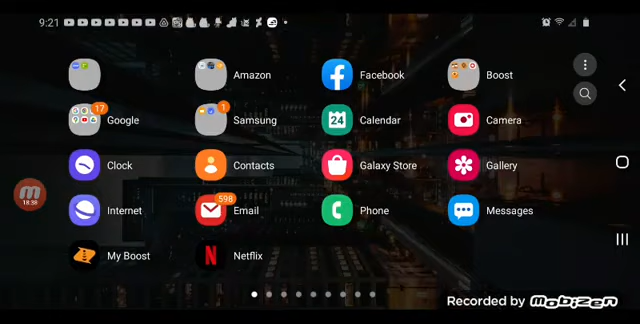 9:21
Amazon
Facebook
Boost
17
Google
1
Samsung
24
Calendar
Camera
Clock
Contacts
Galaxy Store
Gallery
18:38
Internet
598
Email
Phone
Messages
My Boost
Netflix
Recorded by Mobizen